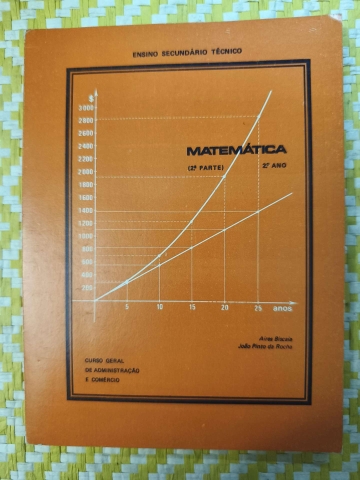 ENSINO SECUNDÁRIO TÉCNICO
$
3000
2800
2600
2400
2200
2000
1800
1600
1400
1200
1000
800
600
400
200
MATEMÁTICA
(2ª PARTE) 2º ANO
5 10 15 20 25 anos
Aires Biscaia
João Pinto da Rocha
CURSO GERAL
DE ADMINISTRAÇÃO
E COMÉRCIO